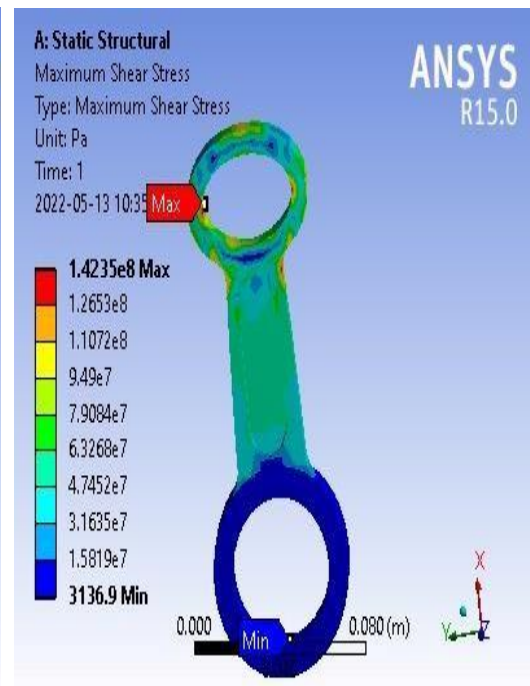 A: Static Structural
Maximum Shear Stress
Type: Maximum Shear Stress
Unit: Pa
Time: 1
2022-05-13 10:35
Max
ANSYS
R15.0
1.4235e8 Max
1.2653e8
1.1072e8
9.49e7
7.9084e7
6.3268e7
4.7452e7
3.1635e7
1.5819e7
3136.9 Min
0.000
0.080 (m)
Min
X
Y
Z